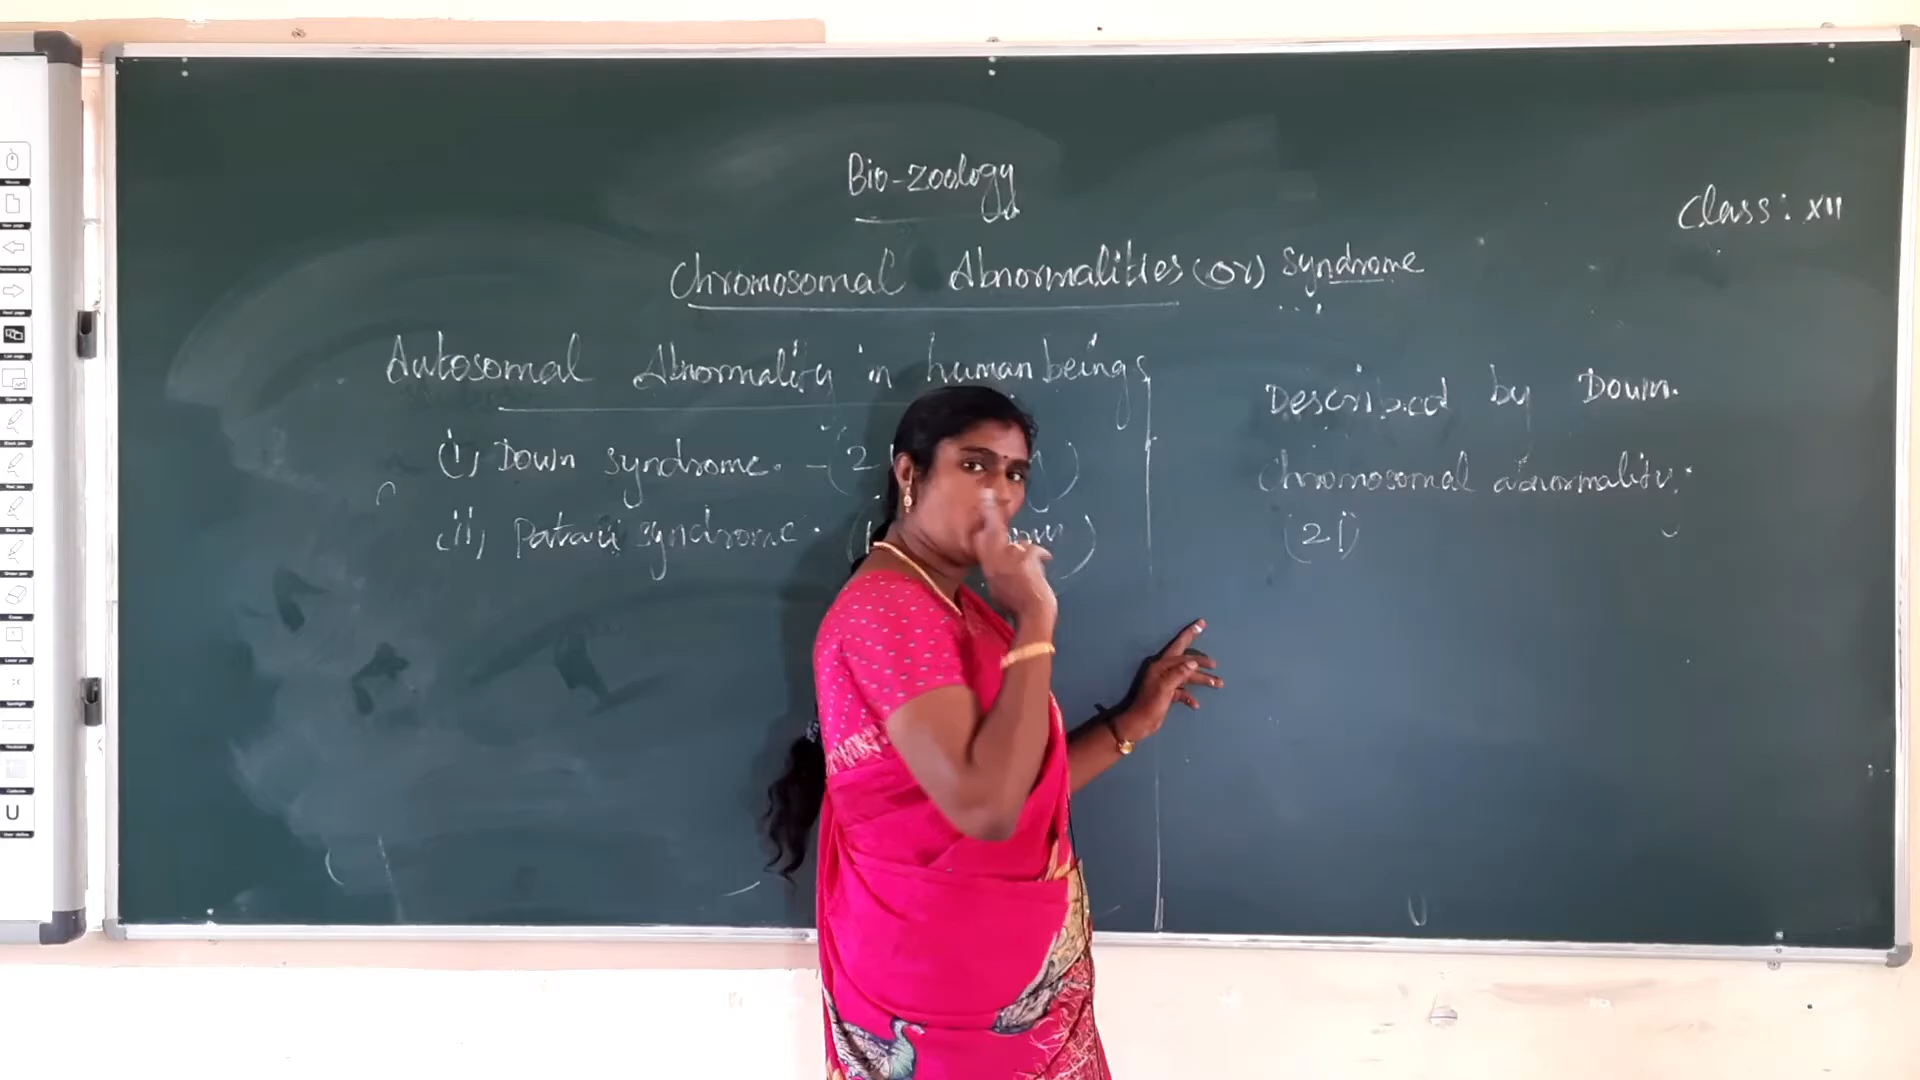 Bio-zoology
Class: XII
Chromosomal Abnormalities (or) Syndrome
Autosomal Abnormality in human beings
(i) Down syndrome. - (2
(ii) Patau syndrome. (1
Described by Down.
Chromosomal abnormality.
(21)